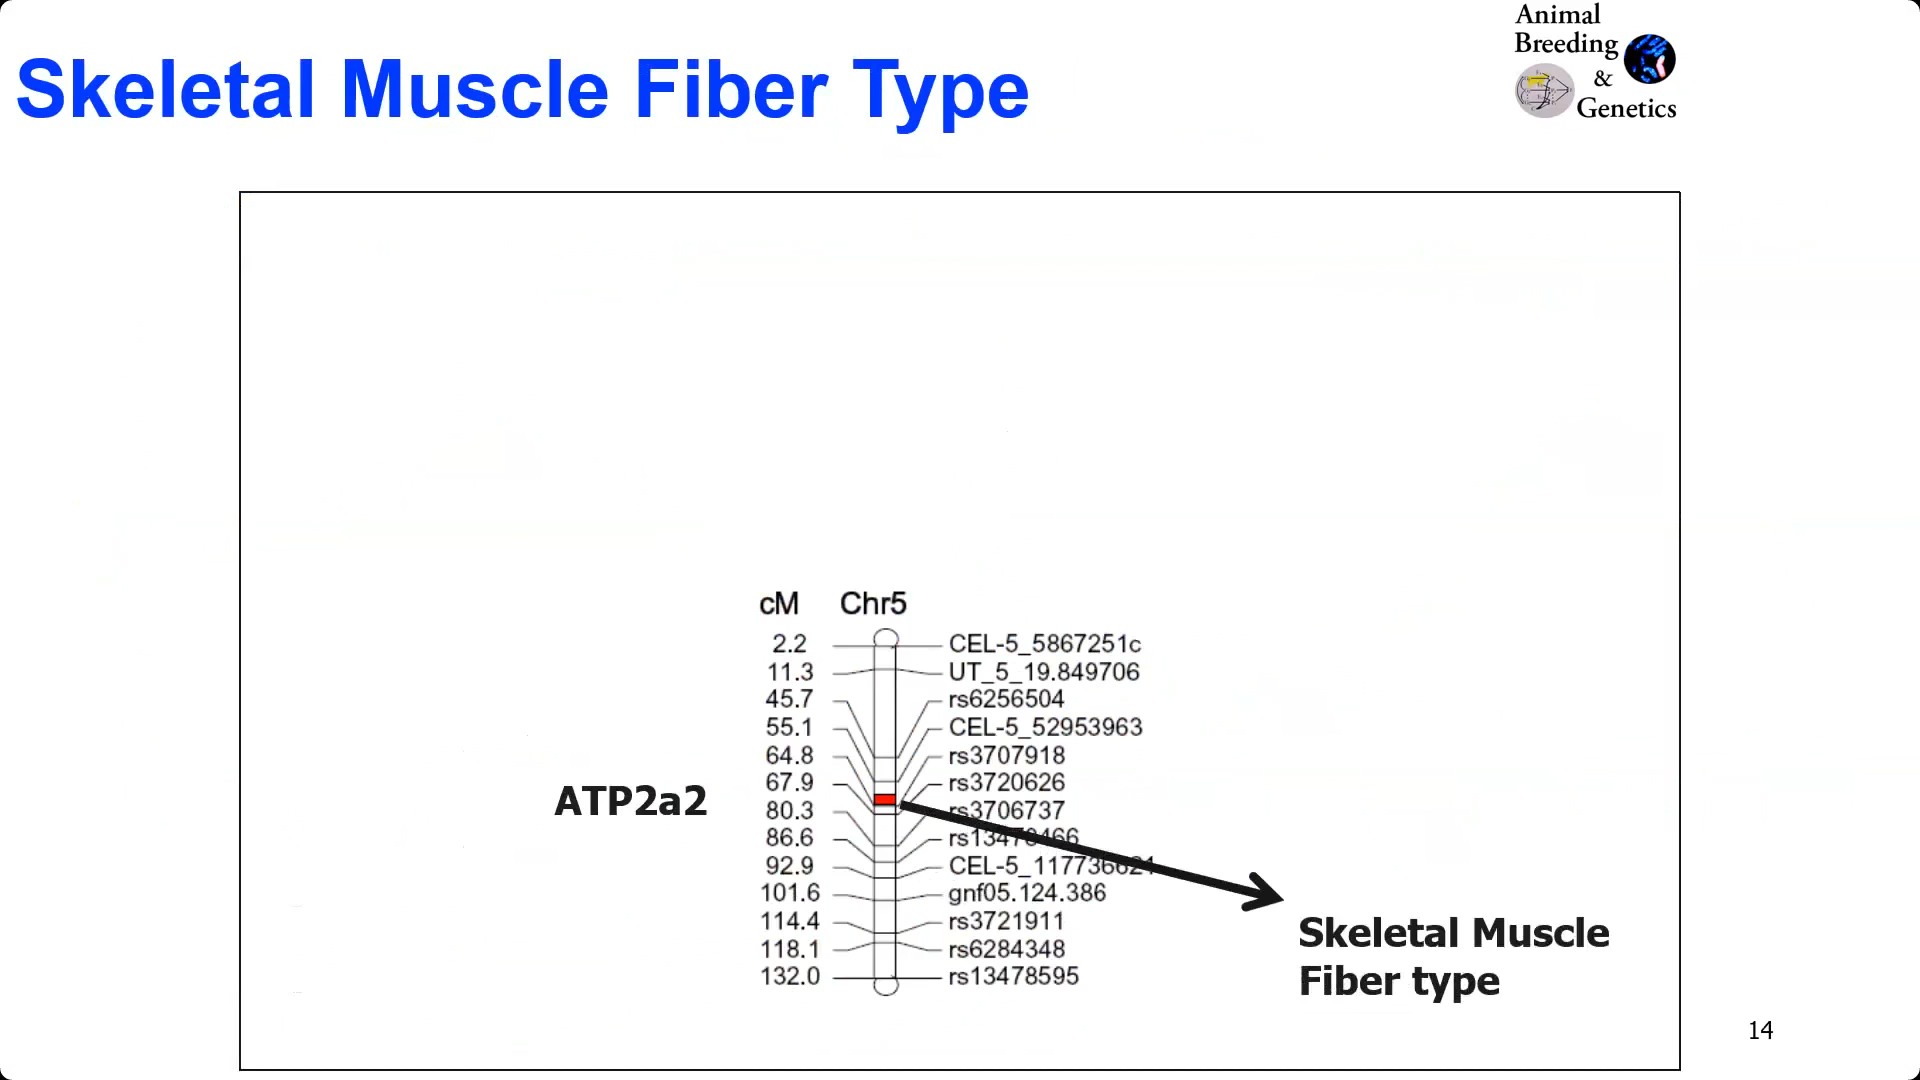 Skeletal Muscle Fiber Type
Animal
Breeding
&
Genetics
cM Chr5
2.2 CEL-5_5867251c
11.3 UT_5_19.849706
45.7 rs6256504
55.1 CEL-5_52953963
64.8 rs3707918
67.9 rs3720626
ATP2a2
80.3 rs3706737
86.6
92.9
101.6 gnf05.124.386
114.4 rs3721911
118.1 rs6284348
132.0 rs13478595
Skeletal Muscle
Fiber type
14